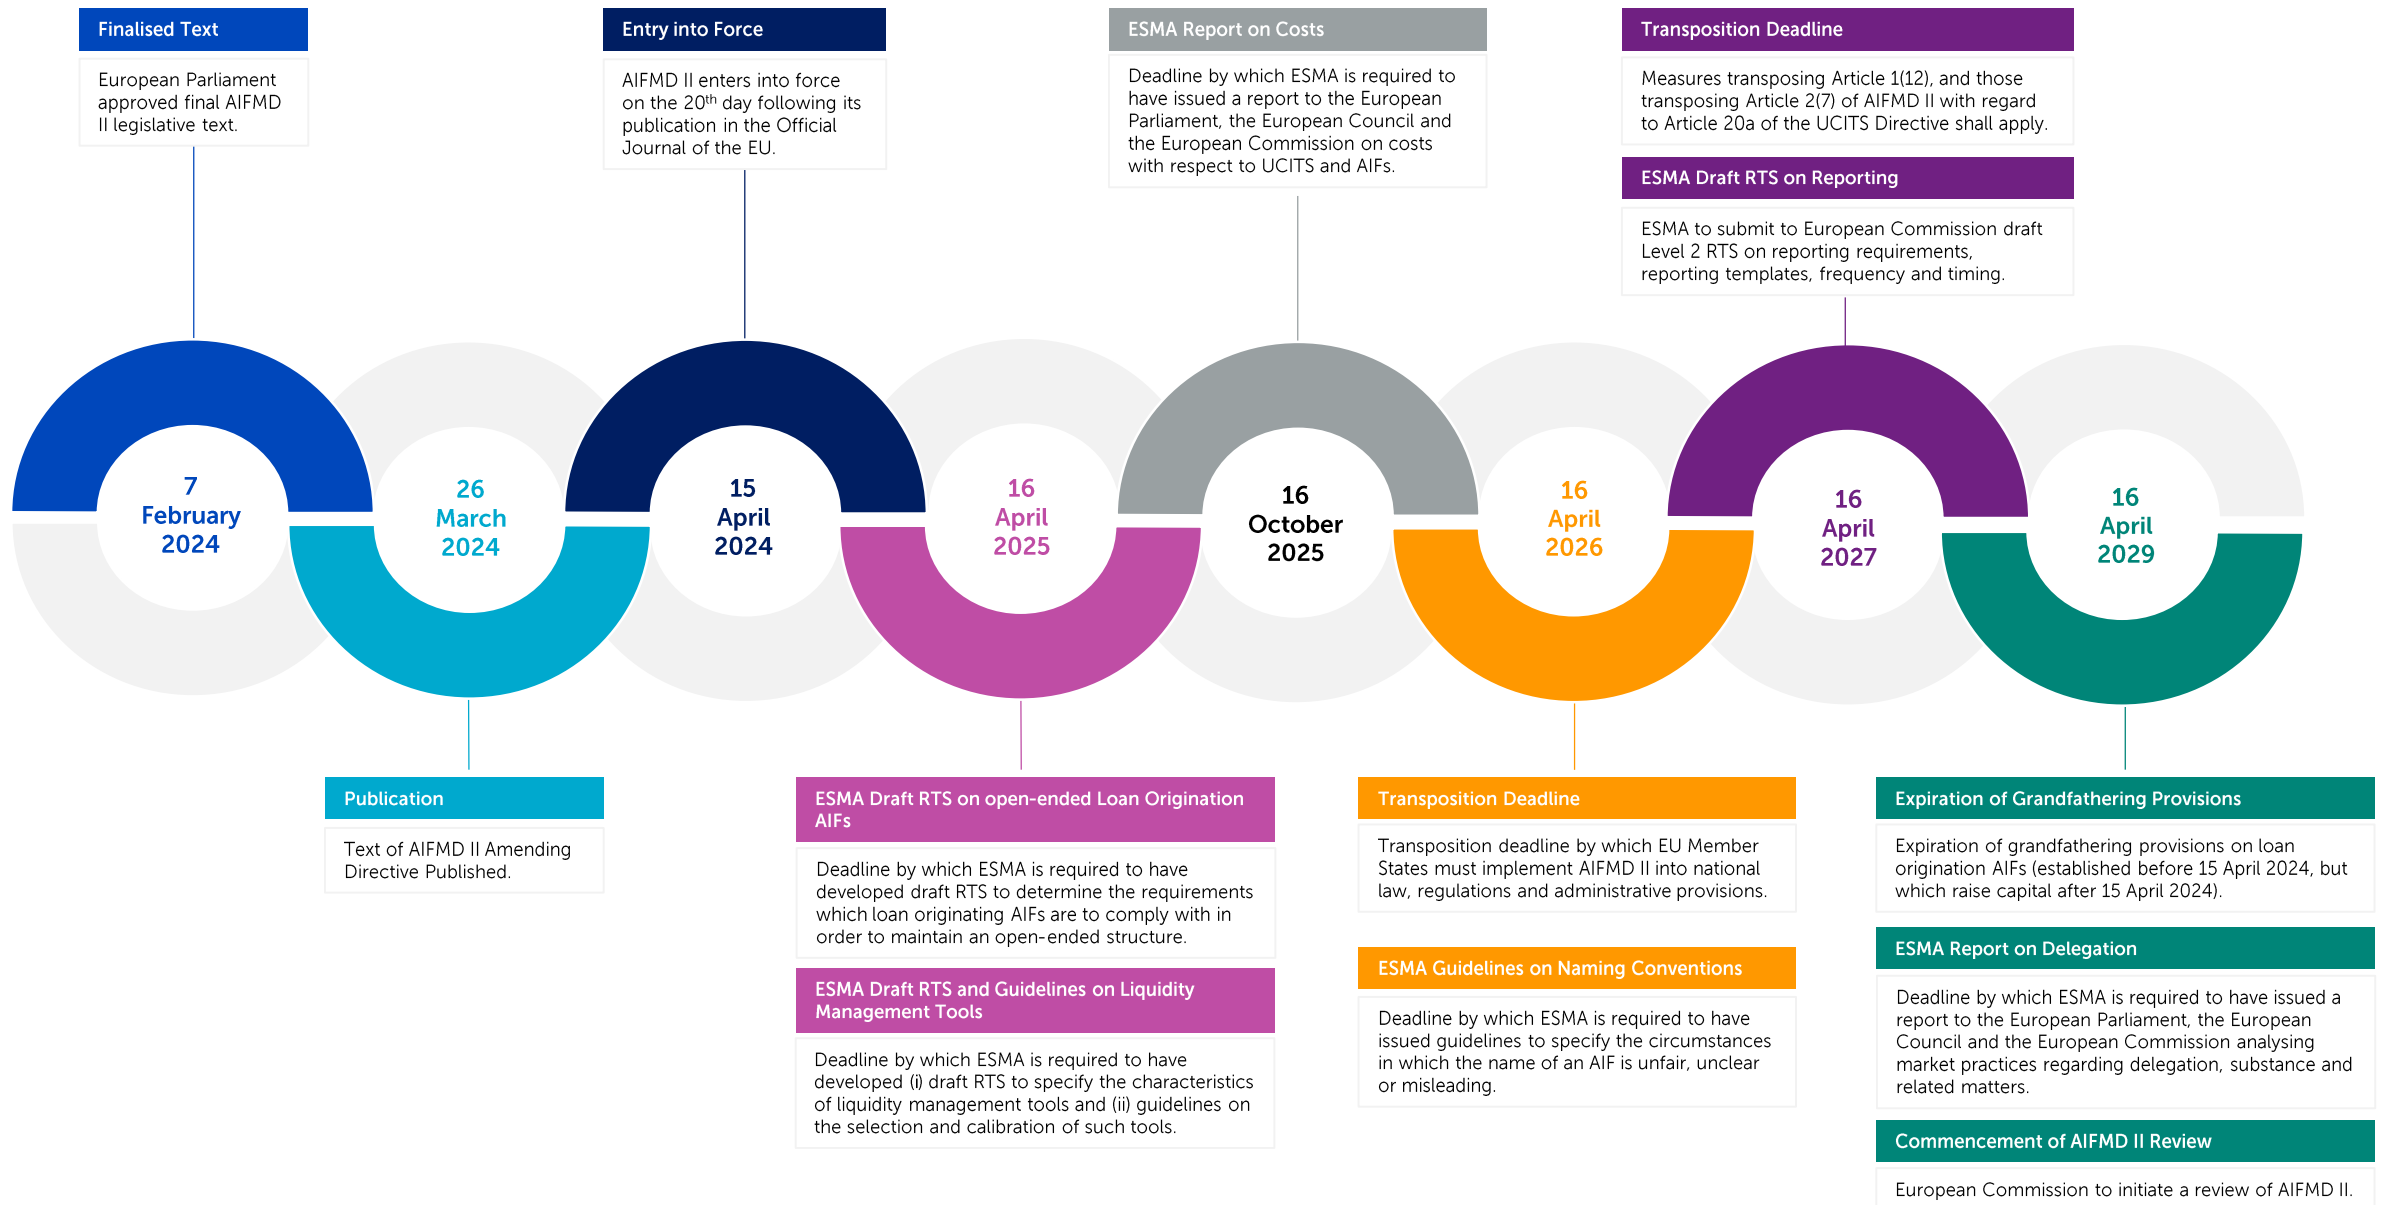 Finalised Text
European Parliament
approved final AIFMD
II legislative text.
Entry into Force
AIFMD II enters into force
on the 20th day following its
publication in the Official
Journal of the EU.
ESMA Report on Costs
Deadline by which ESMA is required to
have issued a report to the European
Parliament, the European Council and
the European Commission on costs
with respect to UCITS and AIFs.
Transposition Deadline
Measures transposing Article 1(12), and those
transposing Article 2(7) of AIFMD II with regard
to Article 20a of the UCITS Directive shall apply.
ESMA Draft RTS on Reporting
ESMA to submit to European Commission draft
Level 2 RTS on reporting requirements,
reporting templates, frequency and timing.
7
February
2024
26
March
2024
15
April
2024
16
April
2025
16
October
2025
16
April
2026
16
April
2027
16
April
2029
Publication
Text of AIFMD II Amending
Directive Published.
ESMA Draft RTS on open-ended Loan Origination
AIFs
Deadline by which ESMA is required to have
developed draft RTS to determine the requirements
which loan originating AIFs are to comply with in
order to maintain an open-ended structure.
ESMA Draft RTS and Guidelines on Liquidity
Management Tools
Deadline by which ESMA is required to have
developed (i) draft RTS to specify the characteristics
of liquidity management tools and (ii) guidelines on
the selection and calibration of such tools.
Transposition Deadline
Transposition deadline by which EU Member
States must implement AIFMD II into national
law, regulations and administrative provisions.
ESMA Guidelines on Naming Conventions
Deadline by which ESMA is required to have
issued guidelines to specify the circumstances
in which the name of an AIF is unfair, unclear
or misleading.
Expiration of Grandfathering Provisions
Expiration of grandfathering provisions on loan
origination AIFs (established before 15 April 2024, but
which raise capital after 15 April 2024).
ESMA Report on Delegation
Deadline by which ESMA is required to have issued a
report to the European Parliament, the European
Council and the European Commission analysing
market practices regarding delegation, substance and
related matters.
Commencement of AIFMD II Review
European Commission to initiate a review of AIFMD II.